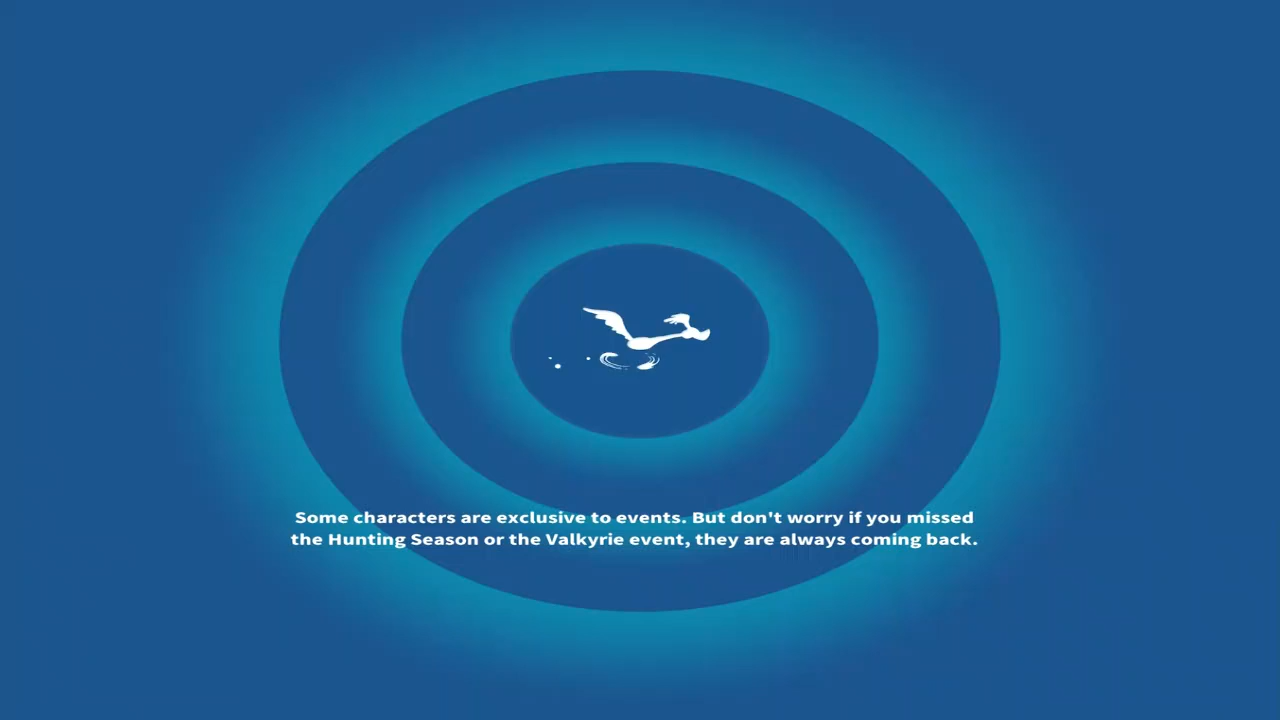 Some characters are exclusive to events. But don't worry if you missed
the Hunting Season or the Valkyrie event, they are always coming back.